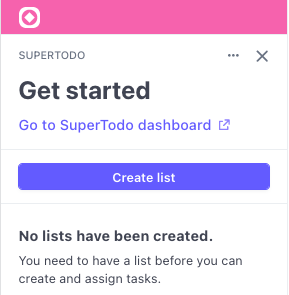 SUPERTODO
Get started
Go to SuperTodo dashboard
Create list
No lists have been created.
You need to have a list before you can
create and assign tasks.